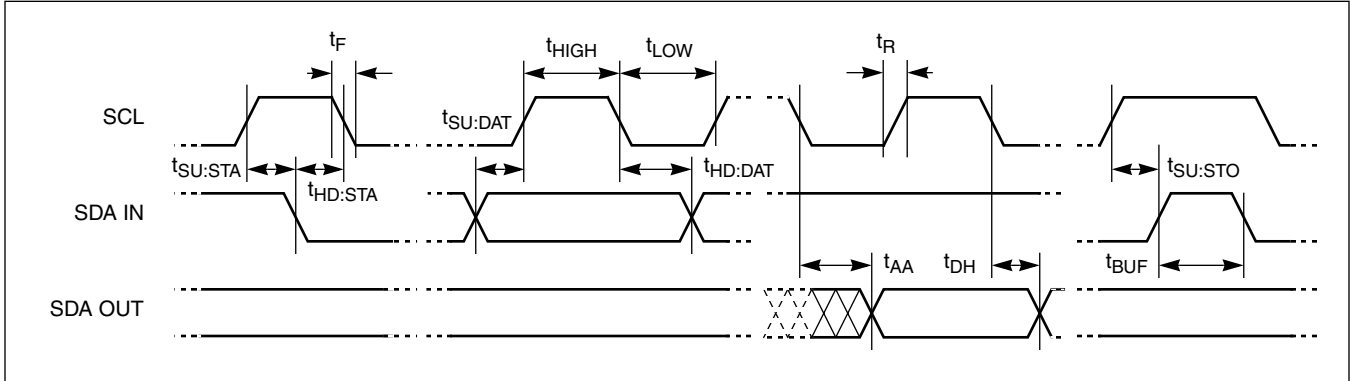 tF
tHIGH
tLOW
tR
SCL
tSU:DAT
tSU:STA
tHD:STA
tHD:DAT
tSU:STO
SDA IN
tAA
tDH
tBUF
SDA OUT